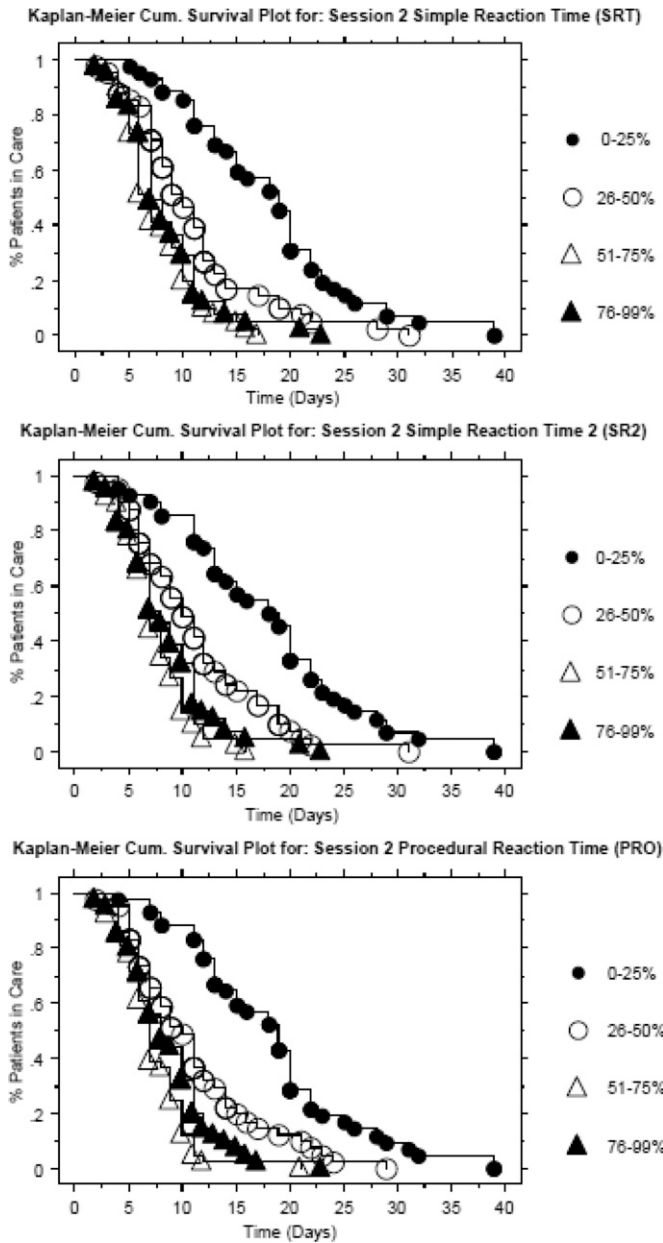 Kaplan-Meier Cum. Survival Plot for: Session 2 Simple Reaction Time (SRT)
% Patients in Care
1
.8
.6
.4
.2
0
0 5 10 15 20 25 30 35 40
Time (Days)
0-25%
26-50%
51-75%
76-99%
Kaplan-Meier Cum. Survival Plot for: Session 2 Simple Reaction Time 2 (SR2)
% Patients in Care
1
.8
.6
.4
.2
0
0 5 10 15 20 25 30 35 40
Time (Days)
0-25%
26-50%
51-75%
76-99%
Kaplan-Meier Cum. Survival Plot for: Session 2 Procedural Reaction Time (PRO)
% Patients in Care
1
.8
.6
.4
.2
0
0 5 10 15 20 25 30 35 40
Time (Days)
0-25%
26-50%
51-75%
76-99%